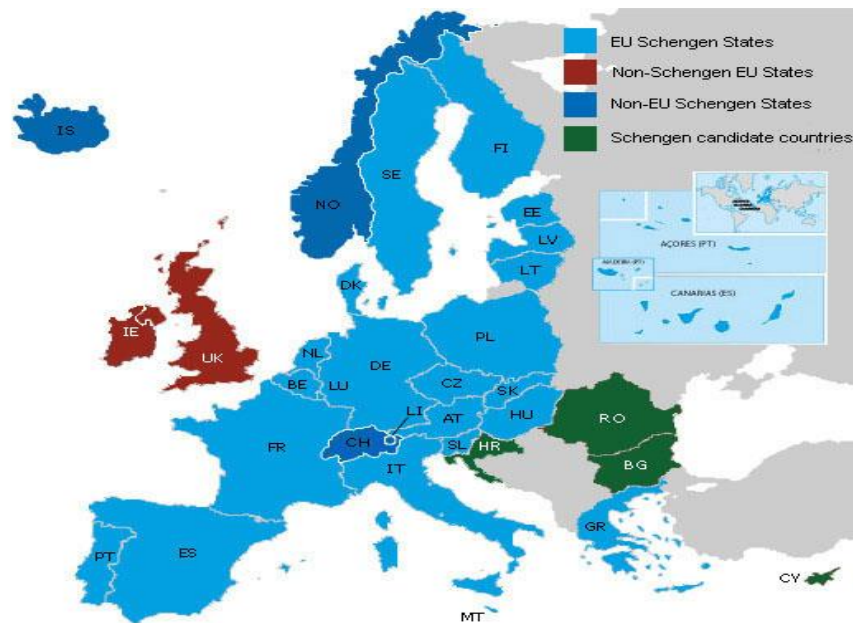 EU Schengen States
Non-Schengen EU States
Non-EU Schengen States
Schengen candidate countries
IS
FI
SE
NO
EE
LV
LT
AÇORES (PT)
MADEIRA (PT)
CANARIAS (ES)
DK
IE
UK
NL
DE
PL
BE
LU
CZ
SK
LI
AT
HU
RO
FR
CH
SL
HR
IT
BG
GR
PT
ES
CY
MT